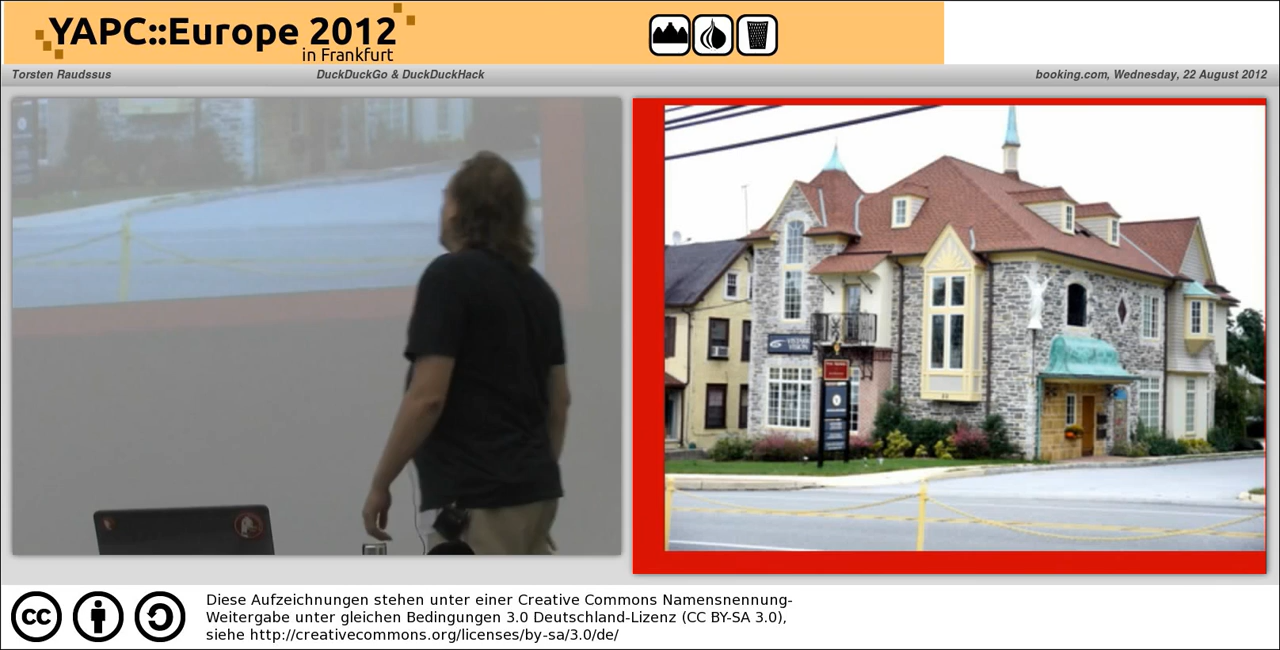 YAPC::Europe 2012
in Frankfurt
Torsten Raudssus
DuckDuckGo & DuckDuckHack
booking.com, Wednesday, 22 August 2012
cc
Diese Aufzeichnungen stehen unter einer Creative Commons Namensnennung-
Weitergabe unter gleichen Bedingungen 3.0 Deutschland-Lizenz (CC BY-SA 3.0),
siehe http://creativecommons.org/licenses/by-sa/3.0/de/